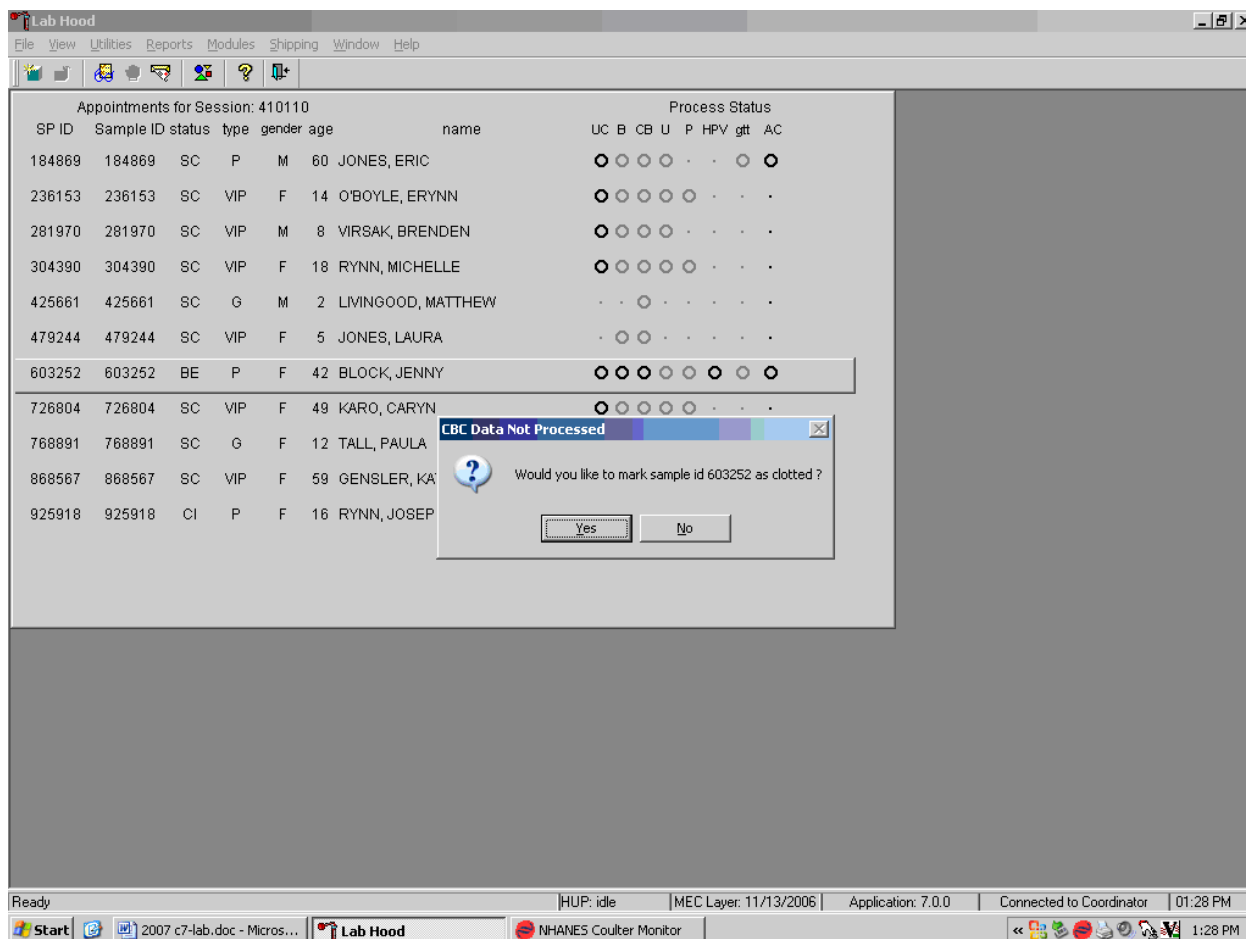 Lab Hood
File View Utilities Reports Modules Shipping Window Help
Appointments for Session: 410110 Process Status
SP ID Sample ID status type gender age name UC B CB U P HPV gtt AC
184869 184869 SC P M 60 JONES, ERIC
236153 236153 SC VIP F 14 O'BOYLE, ERYNN
281970 281970 SC VIP M 8 VIRSAK, BRENDEN
304390 304390 SC VIP F 18 RYNN, MICHELLE
425661 425661 SC G M 2 LIVINGOOD, MATTHEW
479244 479244 SC VIP F 5 JONES, LAURA
603252 603252 BE P F 42 BLOCK, JENNY
726804 726804 SC VIP F 49 KARO, CARYN
768891 768891 SC G F 12 TALL, PAULA
868567 868567 SC VIP F 59 GENSLER, KA
925918 925918 CI P F 16 RYNN, JOSEP
CBC Data Not Processed
Would you like to mark sample id 603252 as clotted ?
Yes No
Ready HUP: idle MEC Layer: 11/13/2006 Application: 7.0.0 Connected to Coordinator 01:28 PM
Start 2007 c7-lab.doc - Micros... Lab Hood NHANES Coulter Monitor « 1:28 PM